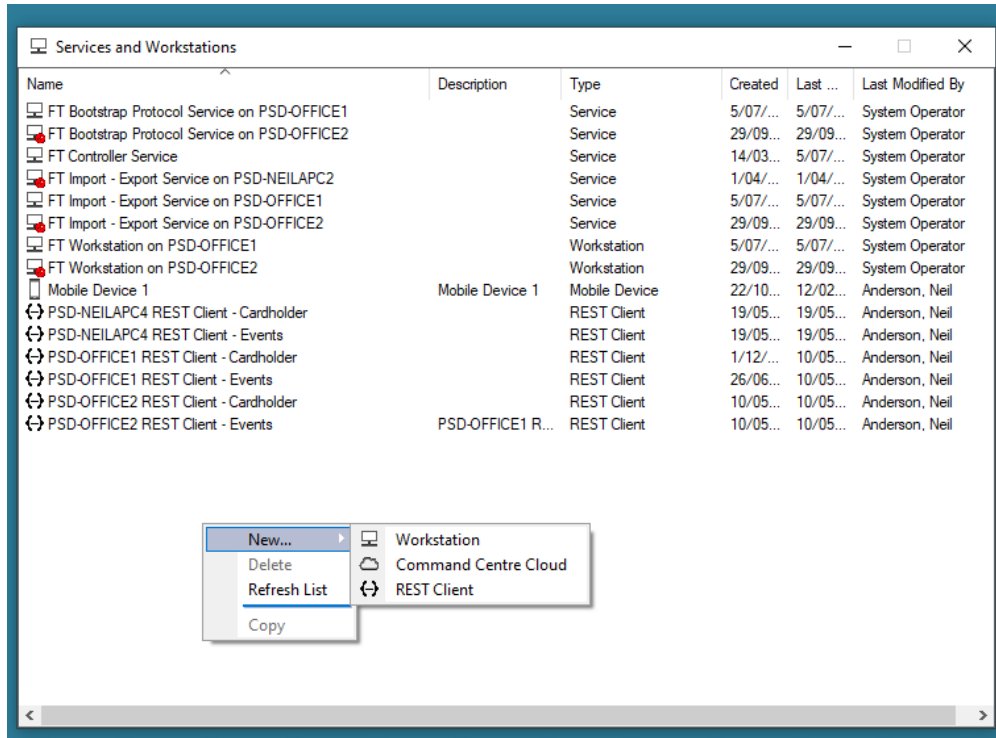 Services and Workstations
Name Description Type Created Last ... Last Modified By
FT Bootstrap Protocol Service on PSD-OFFICE1 Service 5/07/... 5/07/... System Operator
FT Bootstrap Protocol Service on PSD-OFFICE2 Service 29/09... 29/09... System Operator
FT Controller Service Service 14/03... 5/07/... System Operator
FT Import - Export Service on PSD-NEILAPC2 Service 1/04/... 1/04/... System Operator
FT Import - Export Service on PSD-OFFICE1 Service 5/07/... 5/07/... System Operator
FT Import - Export Service on PSD-OFFICE2 Service 29/09... 29/09... System Operator
FT Workstation on PSD-OFFICE1 Workstation 5/07/... 5/07/... System Operator
FT Workstation on PSD-OFFICE2 Workstation 29/09... 29/09... System Operator
Mobile Device 1 Mobile Device 1 Mobile Device 22/10... 12/02... Anderson, Neil
PSD-NEILAPC4 REST Client - Cardholder REST Client 19/05... 19/05... Anderson, Neil
PSD-NEILAPC4 REST Client - Events REST Client 19/05... 19/05... Anderson, Neil
PSD-OFFICE1 REST Client - Cardholder REST Client 1/12/... 10/05... Anderson, Neil
PSD-OFFICE1 REST Client - Events REST Client 26/06... 10/05... Anderson, Neil
PSD-OFFICE2 REST Client - Cardholder REST Client 10/05... 10/05... Anderson, Neil
PSD-OFFICE2 REST Client - Events PSD-OFFICE1 R... REST Client 10/05... 10/05... Anderson, Neil
New... Workstation
Delete Command Centre Cloud
Refresh List REST Client
Copy